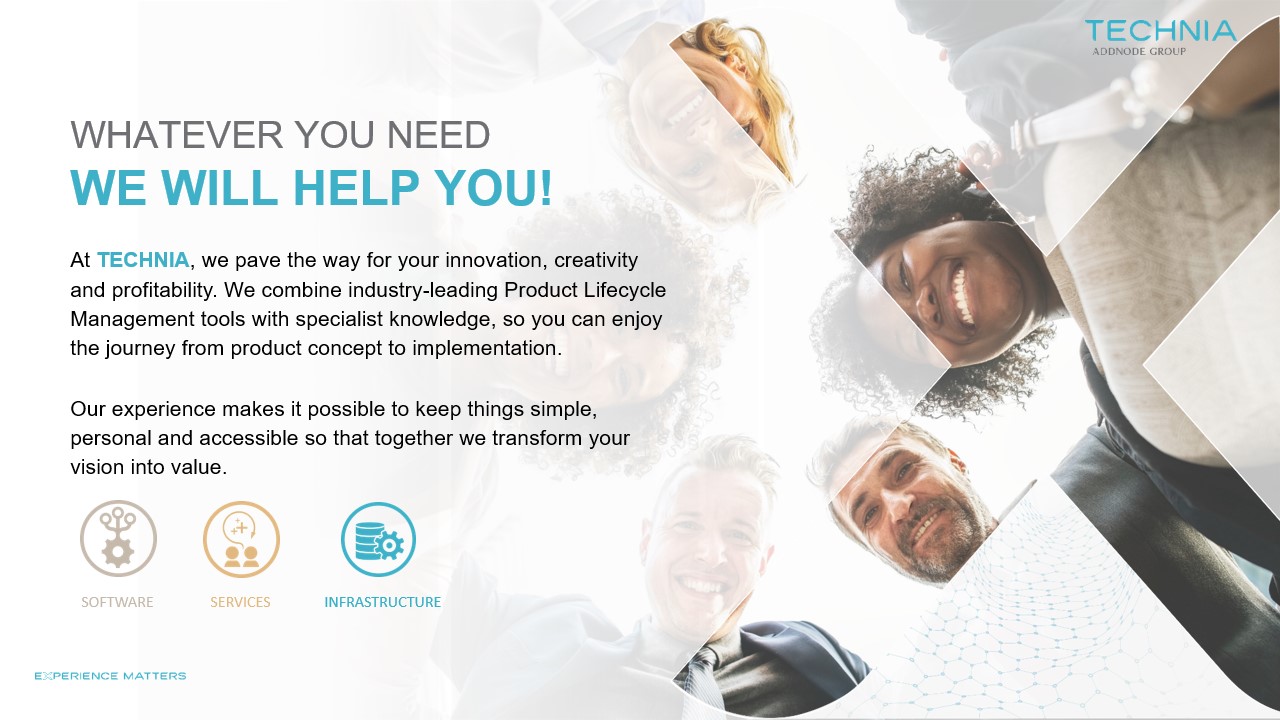 TECHNIA
ADDNODE GROUP
WHATEVER YOU NEED
WE WILL HELP YOU!
At TECHNIA, we pave the way for your innovation, creativity
and profitability. We combine industry-leading Product Lifecycle
Management tools with specialist knowledge, so you can enjoy
the journey from product concept to implementation.
Our experience makes it possible to keep things simple,
personal and accessible so that together we transform your
vision into value.
SOFTWARE SERVICES INFRASTRUCTURE
EXPERIENCE MATTERS